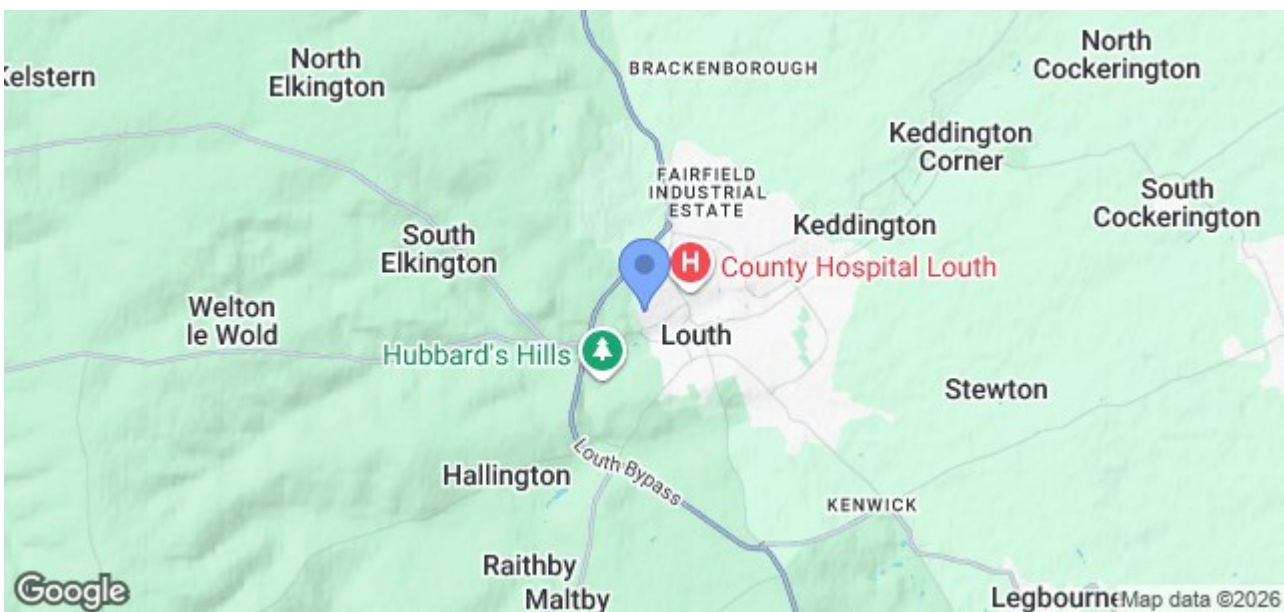 North
Elkington
Kelstern
BRACKENBOROUGH
North
Cockerington
Keddington
Corner
FAIRFIELD
INDUSTRIAL
ESTATE
South
Cockerington
Keddington
South
Elkington
H
County Hospital Louth
Welton
le Wold
Louth
Hubbard's Hills
Stewton
Hallington
Louth Bypass
KENWICK
Raithby
Maltby
Legbourne
Google
Map data ©2026